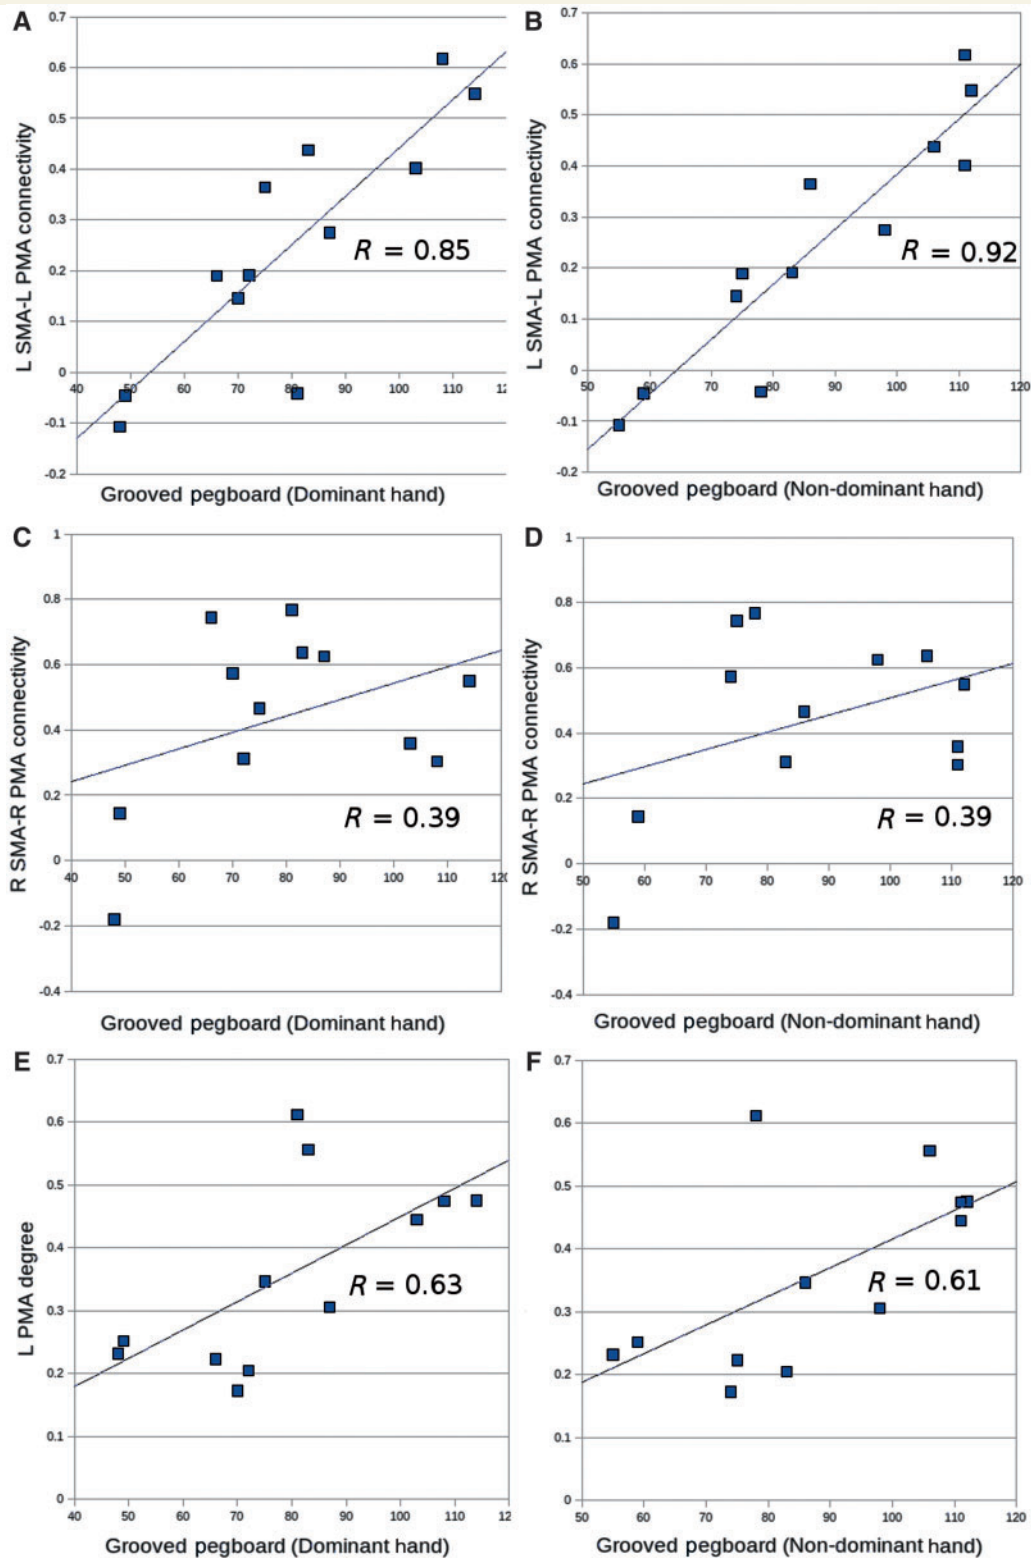 A
0.7
0.6
0.5
0.4
0.3
0.2
0.1
0
-0.1
-0.2
L SMA-L PMA connectivity
R = 0.85
40 50 60 70 80 90 100 110
Grooved pegboard (Dominant hand)
B
0.7
0.6
0.5
0.4
0.3
0.2
0.1
0
-0.1
-0.2
L SMA-L PMA connectivity
R = 0.92
50 60 70 80 90 100 110 120
Grooved pegboard (Non-dominant hand)
C
1
0.8
0.6
0.4
0.2
0
-0.2
-0.4
R SMA-R PMA connectivity
R = 0.39
40 50 60 70 80 90 100 110
Grooved pegboard (Dominant hand)
D
1
0.8
0.6
0.4
0.2
0
-0.2
-0.4
R SMA-R PMA connectivity
R = 0.39
50 60 70 80 90 100 110 120
Grooved pegboard (Non-dominant hand)
E
0.7
0.6
0.5
0.4
0.3
0.2
0.1
0
L PMA degree
R = 0.63
40 50 60 70 80 90 100 110
Grooved pegboard (Dominant hand)
F
0.7
0.6
0.5
0.4
0.3
0.2
0.1
0
R = 0.61
50 60 70 80 90 100 110 120
Grooved pegboard (Non-dominant hand)